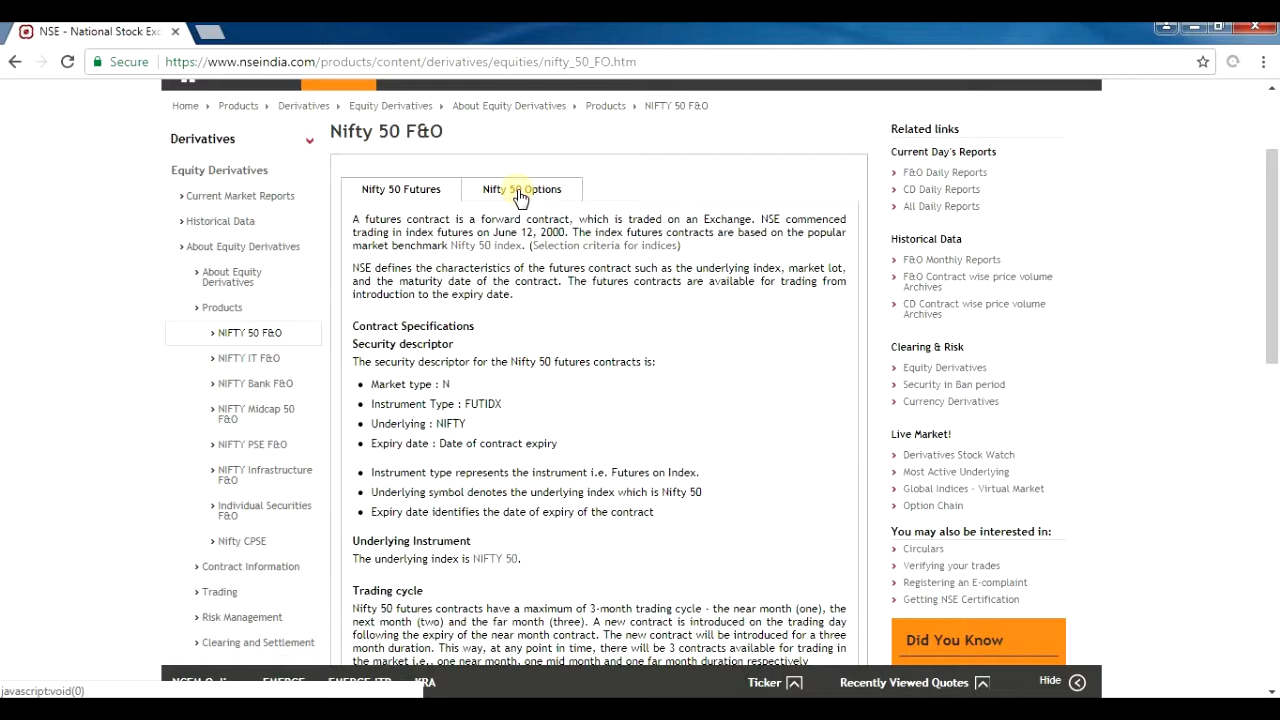 NSE - National Stock Exc
Secure
https://www.nseindia.com/products/content/derivatives/equities/nifty_50_FO.htm
Home
Products
Derivatives
Equity Derivatives
About Equity Derivatives
Products
NIFTY 50 F&O
Derivatives
Equity Derivatives
Current Market Reports
Historical Data
About Equity Derivatives
About Equity
Derivatives
Products
NIFTY 50 F&O
NIFTY IT F&O
NIFTY Bank F&O
NIFTY Midcap 50
F&O
NIFTY PSE F&O
NIFTY Infrastructure
F&O
Individual Securities
F&O
Nifty CPSE
Contract Information
Trading
Risk Management
Clearing and Settlement
Nifty 50 F&O
Nifty 50 Futures
Nifty 50 Options
A futures contract is a forward contract, which is traded on an Exchange. NSE commenced
trading in index futures on June 12, 2000. The index futures contracts are based on the popular
market benchmark Nifty 50 index. (Selection criteria for indices)
NSE defines the characteristics of the futures contract such as the underlying index, market lot,
and the maturity date of the contract. The futures contracts are available for trading from
introduction to the expiry date.
Contract Specifications
Security descriptor
The security descriptor for the Nifty 50 futures contracts is:
• Market type : N
• Instrument Type : FUTIDX
• Underlying : NIFTY
• Expiry date : Date of contract expiry
• Instrument type represents the instrument i.e. Futures on Index.
• Underlying symbol denotes the underlying index which is Nifty 50
• Expiry date identifies the date of expiry of the contract
Underlying Instrument
The underlying index is NIFTY 50.
Trading cycle
Nifty 50 futures contracts have a maximum of 3-month trading cycle - the near month (one), the
next month (two) and the far month (three). A new contract is introduced on the trading day
following the expiry of the near month contract. The new contract will be introduced for a three
month duration. This way, at any point in time, there will be 3 contracts available for trading in
the market i.e., one near month, one mid month and one far month duration respectively
Related links
Current Day's Reports
F&O Daily Reports
CD Daily Reports
All Daily Reports
Historical Data
F&O Monthly Reports
F&O Contract wise price volume
Archives
CD Contract wise price volume
Archives
Clearing & Risk
Equity Derivatives
Security in Ban period
Currency Derivatives
Live Market!
Derivatives Stock Watch
Most Active Underlying
Global Indices - Virtual Market
Option Chain
You may also be interested in:
Circulars
Verifying your trades
Registering an E-complaint
Getting NSE Certification
Did You Know
Ticker
Recently Viewed Quotes
Hide
javascript:void(0)